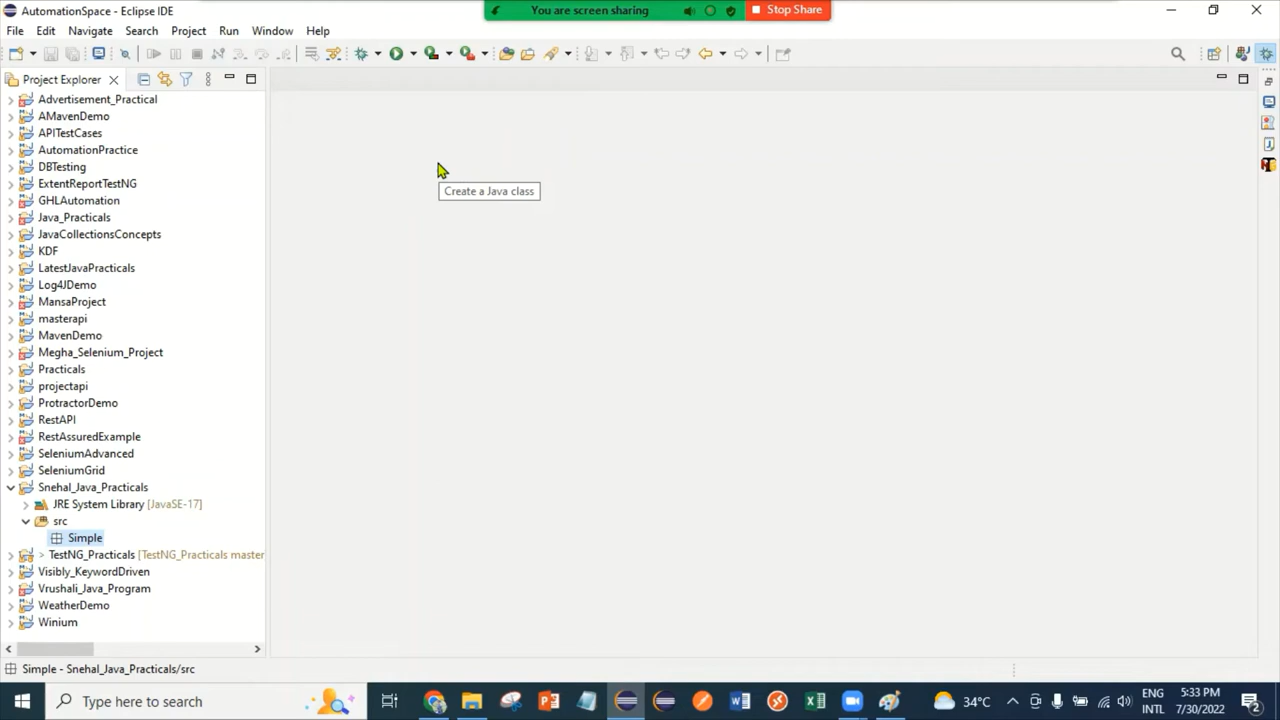 AutomationSpace - Eclipse IDE
You are screen sharing
Stop Share
File Edit Navigate Search Project Run Window Help
Project Explorer
Advertisement_Practical
AMavenDemo
APITestCases
AutomationPractice
DBTesting
ExtentReportTestNG
GHLAutomation
Java_Practicals
JavaCollectionsConcepts
KDF
LatestJavaPracticals
Log4JDemo
MansaProject
masterapi
MavenDemo
Megha_Selenium_Project
Practicals
projectapi
ProtractorDemo
RestAPI
RestAssuredExample
SeleniumAdvanced
SeleniumGrid
Snehal_Java_Practicals
JRE System Library [JavaSE-17]
src
Simple
> TestNG_Practicals [TestNG_Practicals master
Visibly_KeywordDriven
Vrushali_Java_Program
WeatherDemo
Winium
Create a Java class
Simple - Snehal_Java_Practicals/src
Type here to search
34°C
ENG
INTL
5:33 PM
7/30/2022
2